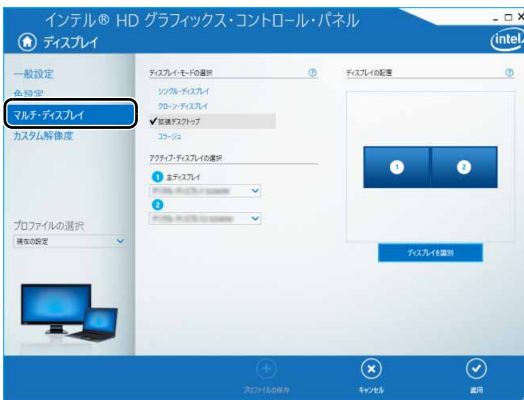 インテル® HD グラフィックス・コントロール・パネル
ディスプレイ
intel
一般設定
色設定
マルチ・ディスプレイ
カスタム解像度
プロファイルの選択
現在の設定
ディスプレイ・モードの選択
シングル・ディスプレイ
クローン・ディスプレイ
✓拡張デスクトップ
コラージュ
アクティブ・ディスプレイの選択
1 主ディスプレイ
2
ディスプレイの配置
1 2
ディスプレイを識別
プロファイルの保存
キャンセル
適用